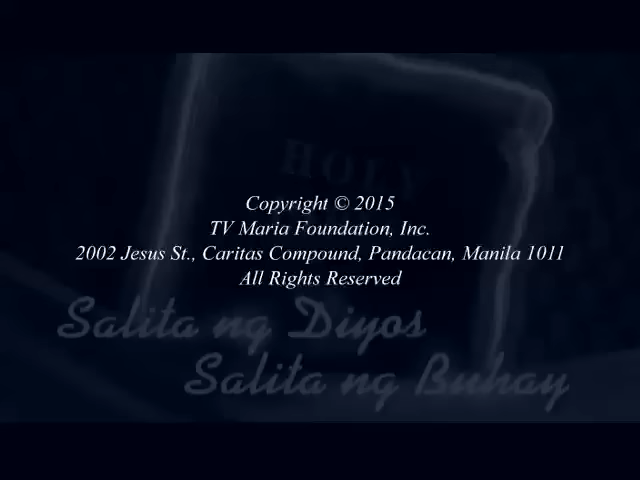 HOLY
Copyright © 2015
TV Maria Foundation, Inc.
2002 Jesus St., Caritas Compound, Pandacan, Manila 1011
All Rights Reserved
Salita ng Diyos
Salita ng Buhay